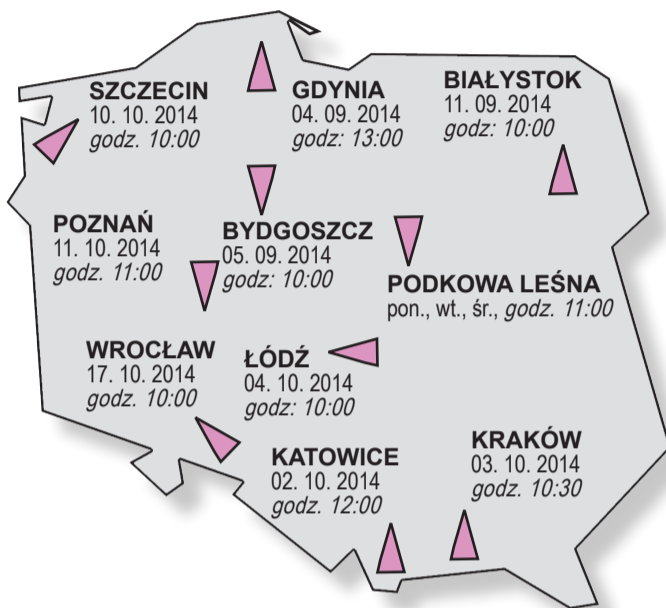 SZCZECIN
10. 10. 2014
godz. 10:00
GDYNIA
04. 09. 2014
godz: 13:00
BIAŁYSTOK
11. 09. 2014
godz: 10:00
POZNAŃ
11. 10. 2014
godz. 11:00
BYDGOSZCZ
05. 09. 2014
godz: 10:00
PODKOWA LEŚNA
pon., wt., śr., godz. 11:00
WROCŁAW
17. 10. 2014
godz. 10:00
ŁÓDŹ
04. 10. 2014
godz: 10:00
KATOWICE
02. 10. 2014
godz. 12:00
KRAKÓW
03. 10. 2014
godz. 10:30